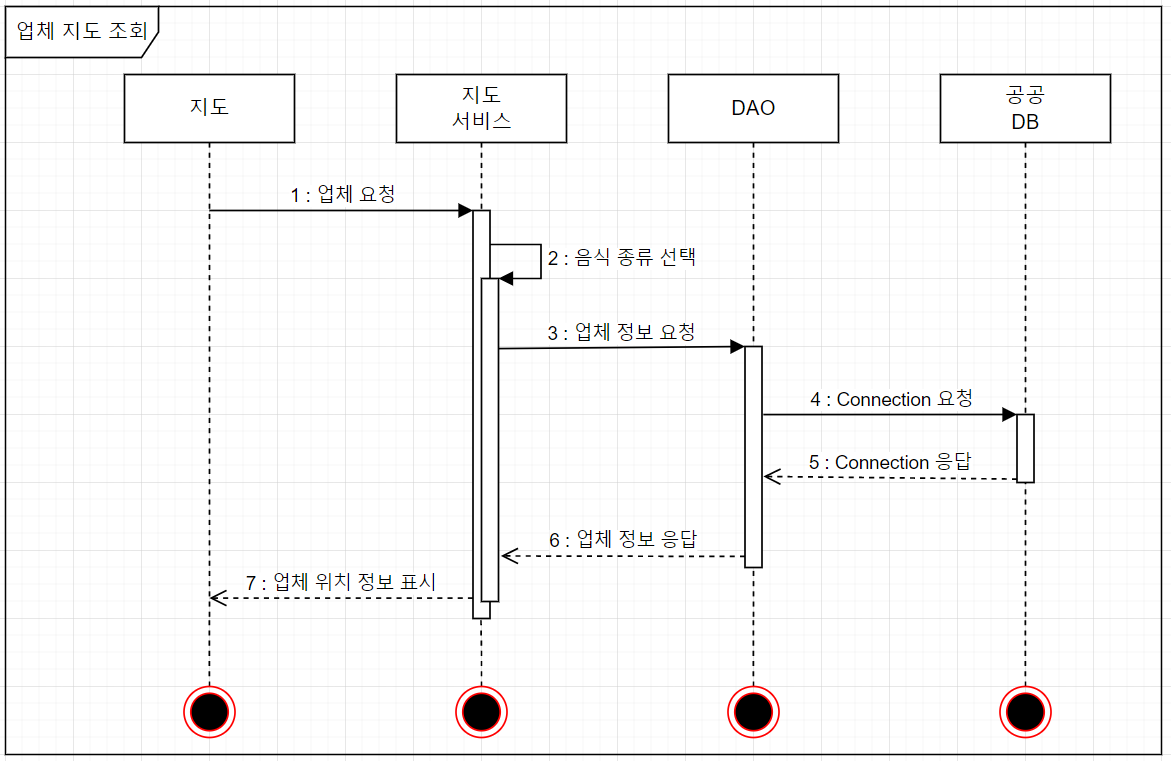 업체 지도 조회
지도
지도
서비스
DAO
공공
DB
1 : 업체 요청
2 : 음식 종류 선택
3 : 업체 정보 요청
4 : Connection 요청
5 : Connection 응답
6 : 업체 정보 응답
7 : 업체 위치 정보 표시